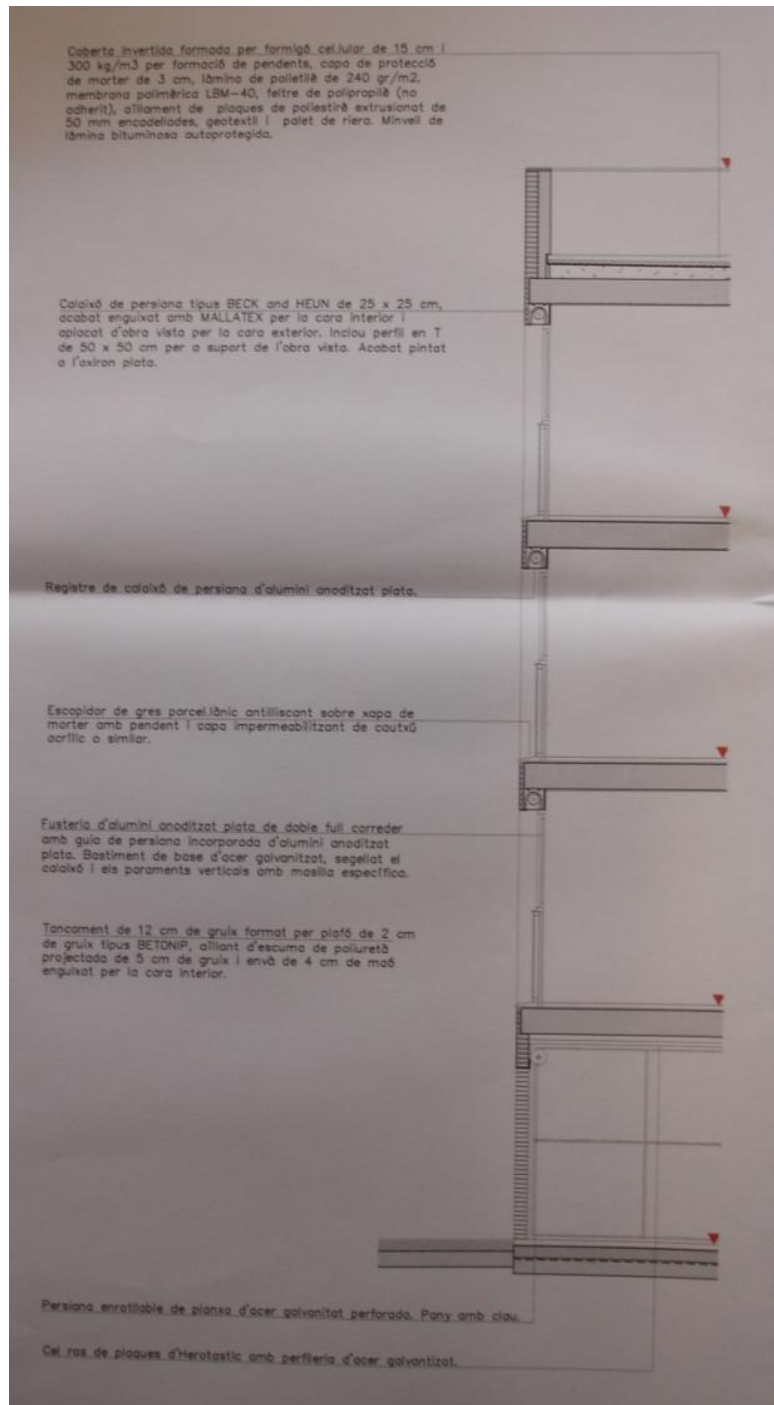 Coberta invertida formada per formigó cel.lular de 15 cm i
300 kg/m3 per formació de pendents, capa de protecció
de morter de 3 cm, làmina de polietilè de 240 gr/m2,
membrana polimèrica LBM-40, feltre de polipropilè (no
adherit), aïllament de plaques de poliestirè extrusionat de
50 mm encadellades, geotextil i palet de riera. Minvell de
làmina bituminosa autoprotegida.
Calaixó de persiana tipus BECK and HEUN de 25 x 25 cm,
acabat enguixat amb MALLATEX per la cara interior i
aplacat d'obra vista per la cara exterior. Inclou perfil en T
de 50 x 50 cm per a suport de l'obra vista. Acabat pintat
a l'oxiron plata.
Registre de calaixó de persiana d'alumini anoditzat plata.
Escopidor de gres porcel.lànic antilliscant sobre xapa de
morter amb pendent i capa impermeabilitzant de cautxú
acrílic o similar.
Fusteria d'alumini anoditzat plata de doble full correder
amb guia de persiana incorporada d'alumini anoditzat
plata. Bastiment de base d'acer galvanitzat, segellat el
calaixó i els paraments verticals amb masilla específica.
Tancament de 12 cm de gruix format per plafó de 2 cm
de gruix tipus BETONIP, aïllant d'escuma de poliuretà
projectada de 5 cm de gruix i envà de 4 cm de maó
enguixat per la cara interior.
Persiana enrotllable de planxa d'acer galvanitat perforada. Pany amb clau.
Cel ras de plaques d'Herotastic amb perfileria d'acer galvantizat.